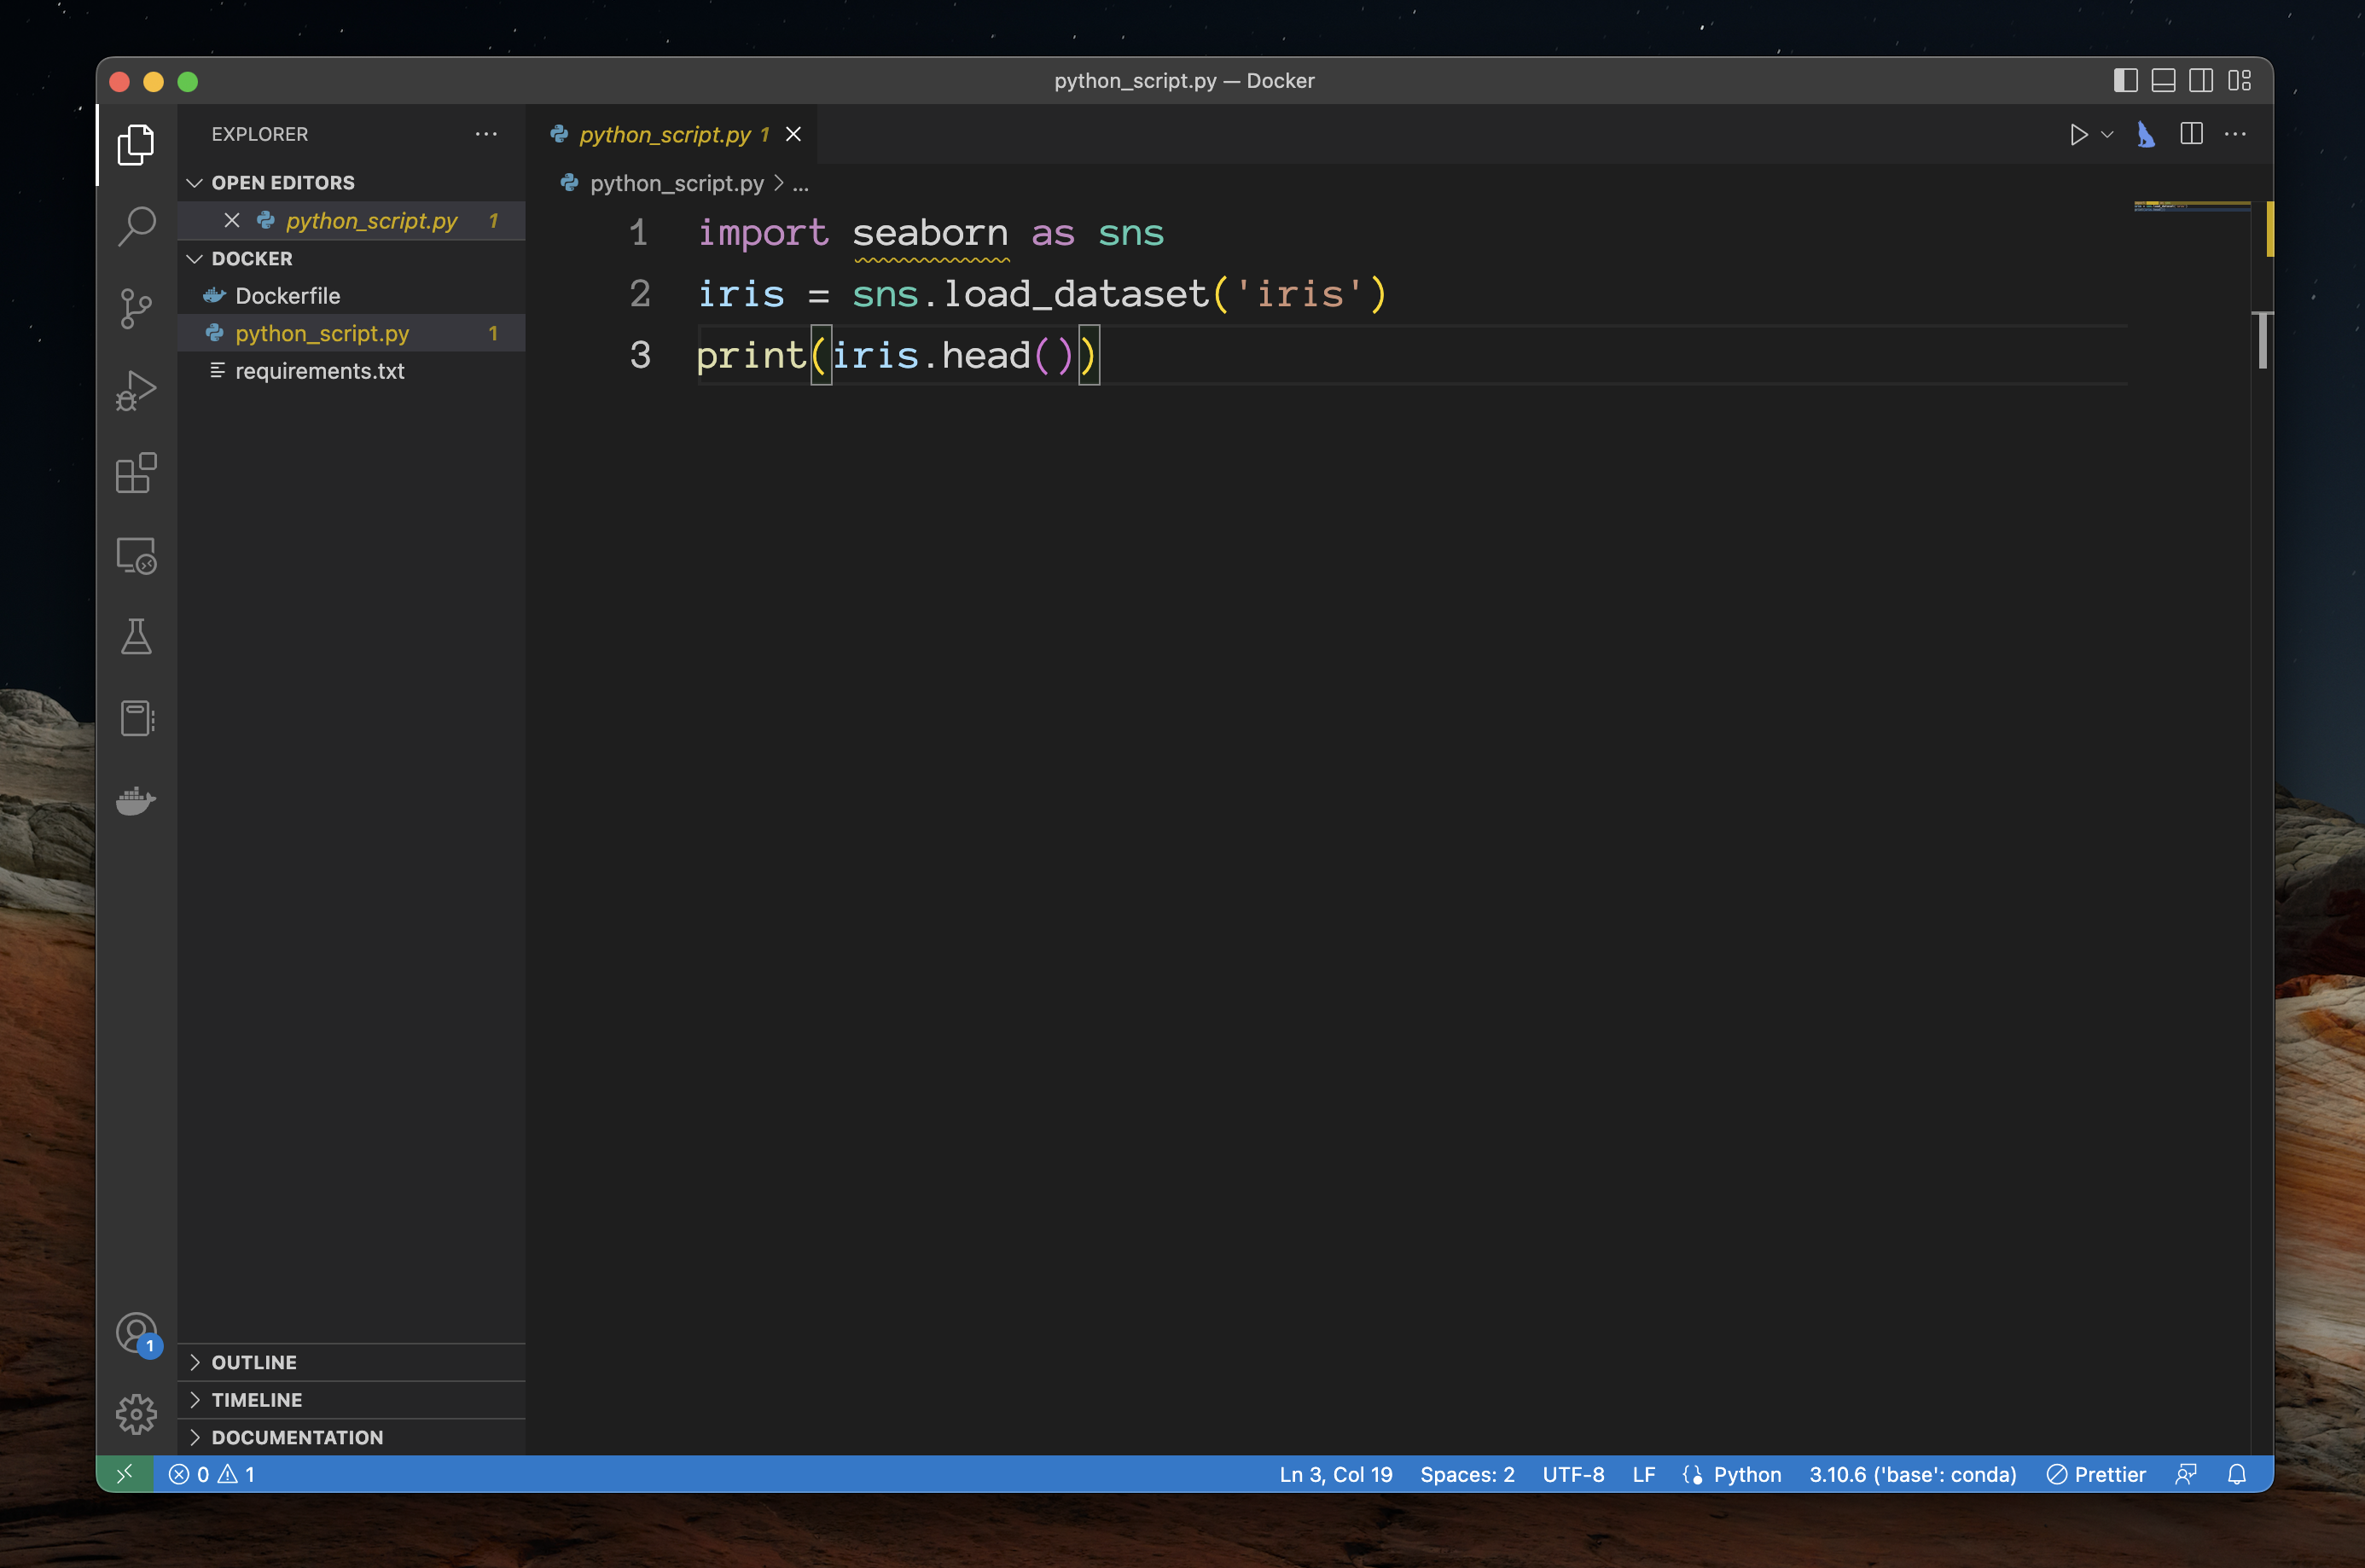 python_script.py — Docker
EXPLORER
OPEN EDITORS
python_script.py 1
DOCKER
Dockerfile
python_script.py 1
requirements.txt
OUTLINE
TIMELINE
DOCUMENTATION
python_script.py 1
python_script.py > ...
1 import seaborn as sns
2 iris = sns.load_dataset('iris')
3 print(iris.head())
1
0 1
Ln 3, Col 19 Spaces: 2 UTF-8 LF Python 3.10.6 ('base': conda) Prettier